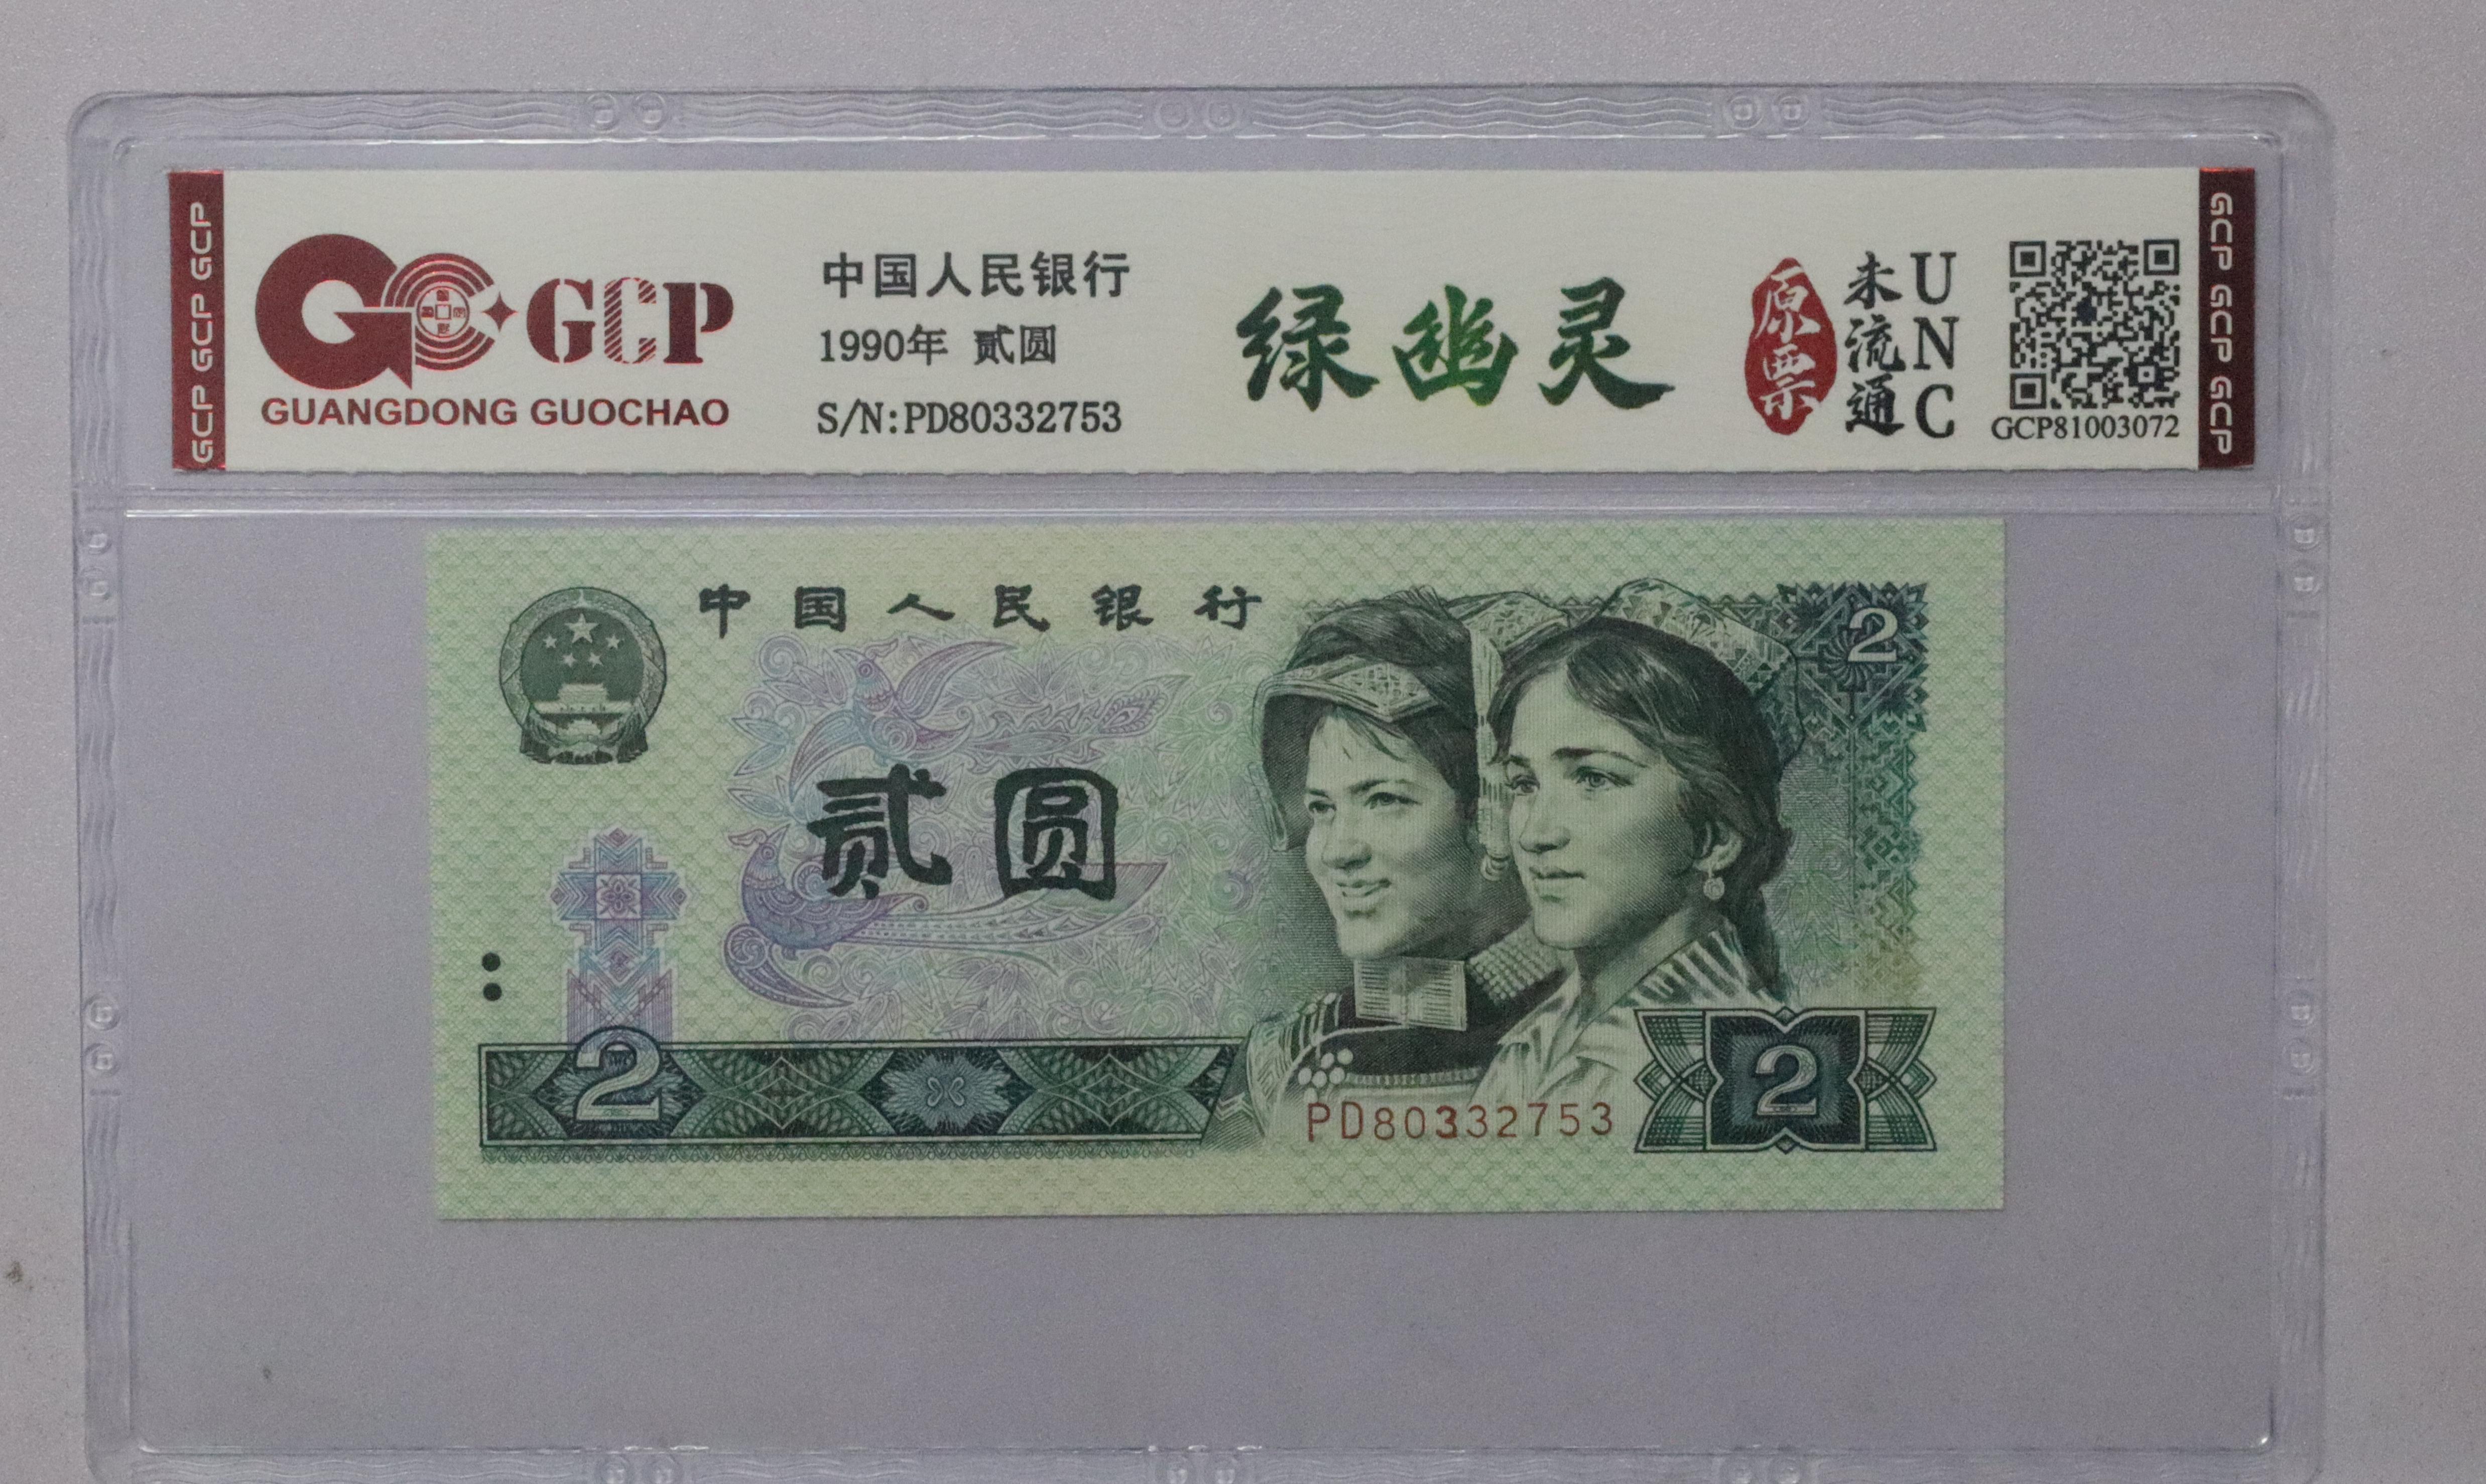 GCP GCP GCP
GCP
GUANGDONG GUOCHAO
中国人民银行
1990年 贰圆
S/N:PD80332753
绿幽灵
原票
未流通
UNC
GCP81003072
GCP GCP GCP
中国人民银行
2
贰圆
2
2
PD80332753